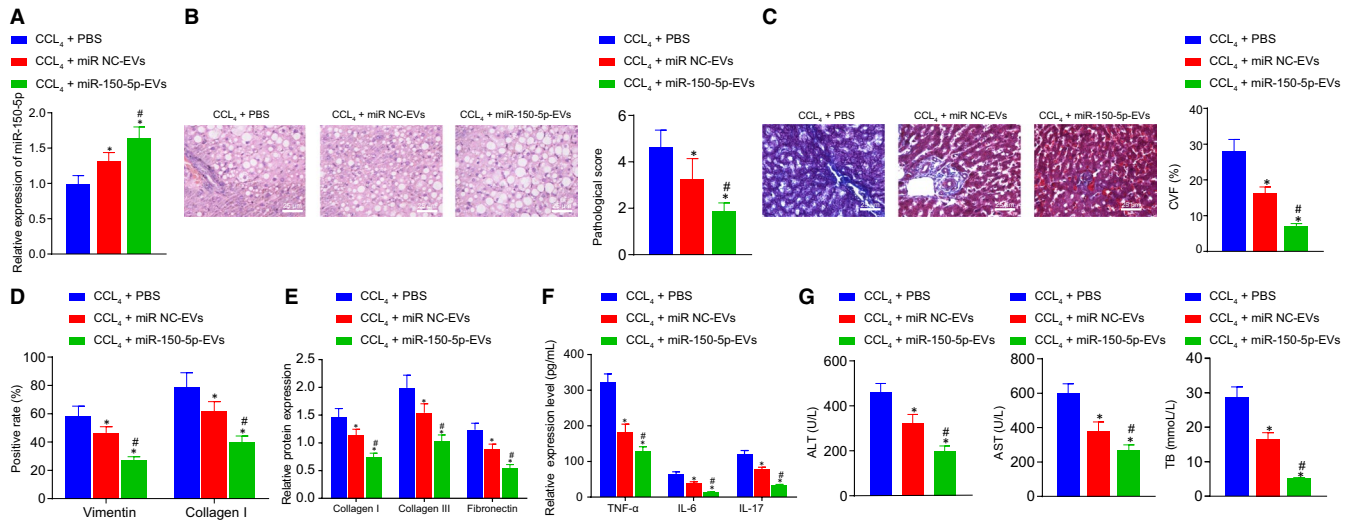 A
CCL₄ + PBS
CCL₄ + miR NC-EVs
CCL₄ + miR-150-5p-EVs
Relative expression of miR-150-5p
2.0
1.5
1.0
0.5
0.0
*
#
*
B
CCL₄ + PBS
CCL₄ + miR NC-EVs
CCL₄ + miR-150-5p-EVs
CCL₄ + PBS
CCL₄ + miR NC-EVs
CCL₄ + miR-150-5p-EVs
Pathological score
6
4
2
0
*
#
*
C
CCL₄ + PBS
CCL₄ + miR NC-EVs
CCL₄ + miR-150-5p-EVs
CCL₄ + PBS
CCL₄ + miR NC-EVs
CCL₄ + miR-150-5p-EVs
CVF (%)
40
30
20
10
0
*
#
*
D
CCL₄ + PBS
CCL₄ + miR NC-EVs
CCL₄ + miR-150-5p-EVs
Positive rate (%)
100
80
60
40
20
0
*
#
*
*
#
*
Vimentin
Collagen I
E
CCL₄ + PBS
CCL₄ + miR NC-EVs
CCL₄ + miR-150-5p-EVs
Relative protein expression
2.5
2.0
1.5
1.0
0.5
0.0
*
#
*
*
#
*
*
#
*
Collagen I
Collagen III
Fibronectin
F
CCL₄ + PBS
CCL₄ + miR NC-EVs
CCL₄ + miR-150-5p-EVs
Relative expression level (pg/mL)
400
300
200
100
0
*
#
*
*
#
*
*
#
*
TNF-α
IL-6
IL-17
G
CCL₄ + PBS
CCL₄ + miR NC-EVs
CCL₄ + miR-150-5p-EVs
ALT (U/L)
600
400
200
0
*
#
*
CCL₄ + PBS
CCL₄ + miR NC-EVs
CCL₄ + miR-150-5p-EVs
AST (U/L)
800
600
400
200
0
*
#
*
CCL₄ + PBS
CCL₄ + miR NC-EVs
CCL₄ + miR-150-5p-EVs
TB (mmoL/L)
40
30
20
10
0
*
#
*